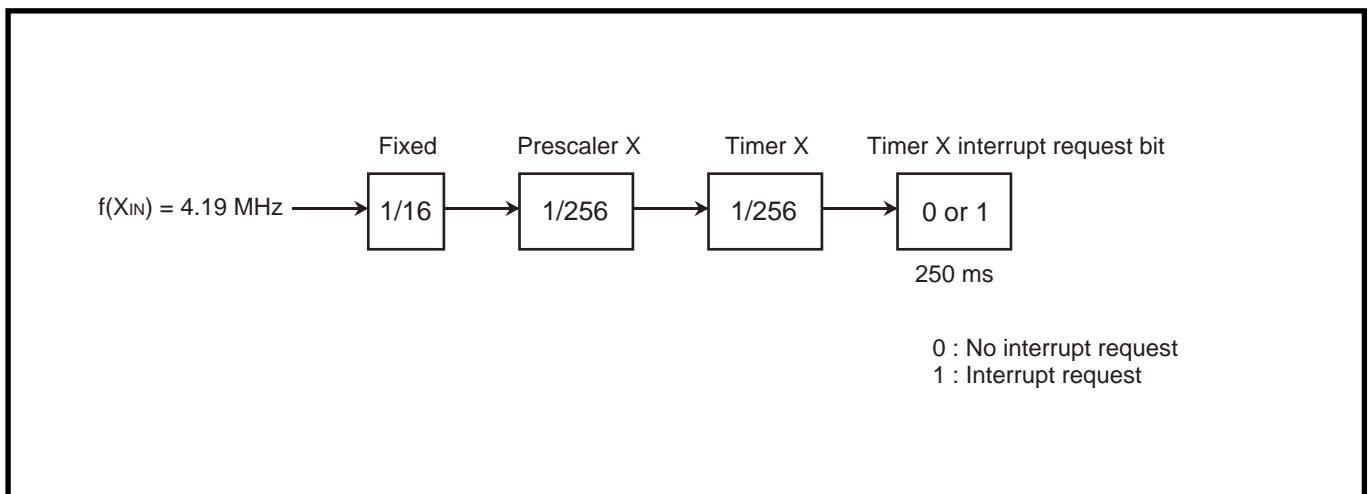 Fixed Prescaler X Timer X Timer X interrupt request bit
f(XIN) = 4.19 MHz 1/16 1/256 1/256 0 or 1
250 ms
0 : No interrupt request
1 : Interrupt request